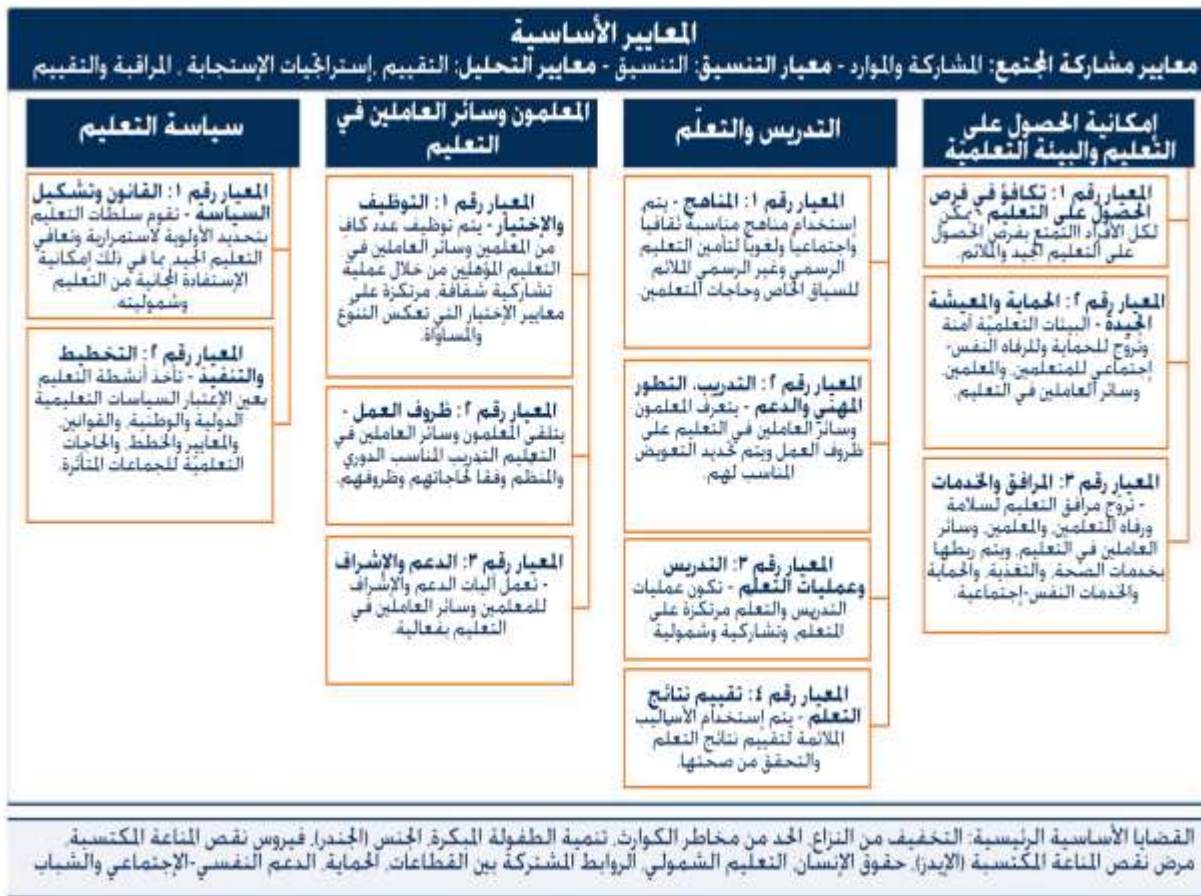 المعايير الأساسية
معايير مشاركة المجتمع: المشاركة والموارد - معيار التنسيق: التنسيق - معايير التحليل: التقييم ,إستراتجيات الإستجابة , المراقبة والتقييم
إمكانية الحصول على
التعليم والبيئة التعلميّة
المعيار رقم ١: تكافؤ في فرص
الحصول على التعليم - يمكن
لكل الأفراد التمتع بفرص الحصول
على التعليم الجيد والملائم.
المعيار رقم ٢: الحماية والمعيشة
الجيدة - البيئات التعلميّة آمنة
وتروّج للحماية وللرفاه النفس-
إجتماعي للمتعلمين, والمعلمين,
وسائر العاملين في التعليم.
المعيار رقم ٣: المرافق والخدمات
- تروّج مرافق التعليم لسلامة
ورفاه المتعلمين, والمعلمين, وسائر
العاملين في التعليم, ويتم ربطها
بخدمات الصحة, والتغذية, والحماية
والخدمات النفس-إجتماعية.
التدريس والتعلّم
المعيار رقم ١: المناهج - يتم
إستخدام مناهج مناسبة ثقافيا
واجتماعيا ولغوياً لتأمين التعليم
الرسمي وغير الرسمي الملائم
للسياق الخاص وحاجات المتعلمين.
المعيار رقم ٢: التدريب, التطور
المهني والدعم - يتعرف المعلمون
وسائر العاملين في التعليم على
ظروف العمل ويتم تحديد التعويض
المناسب لهم.
المعيار رقم ٣: التدريس
وعمليات التعلم - تكون عمليات
التدريس والتعلم مرتكزة على
المتعلم, وتشاركية وشمولية
المعيار رقم ٤: تقييم نتائج
التعلم - يتم إستخدام الأساليب
الملائمة لتقييم نتائج التعلم
والتحقق من صحتها.
المعلمون وسائر العاملين في
التعليم
المعيار رقم ١: التوظيف
والإختيار - يتم توظيف عدد كافٍ
من المعلمين وسائر العاملين في
التعليم المؤهلين من خلال عملية
تشاركية شفافة, مرتكزة على
معايير الإختيار التي تعكس التنوّع
والمساواة.
المعيار رقم ٢: ظروف العمل -
يتلقى المعلمون وسائر العاملين في
التعليم التدريب المناسب الدوري
والمنظم وفقا لحاجاتهم وظروفهم.
المعيار رقم ٣: الدعم والإشراف
- تعمل آليات الدعم والإشراف
للمعلمين وسائر العاملين في
التعليم بفعالية.
سياسة التعليم
المعيار رقم ١: القانون وتشكيل
السياسة - تقوم سلطات التعليم
بتحديد الأولوية لاستمرارية وتعافي
التعليم الجيد, بما في ذلك امكانية
الإستفادة المجانية من التعليم
وشموليته.
المعيار رقم ٢: التخطيط
والتنفيذ - تأخذ أنشطة التعليم
بعين الإعتبار السياسات التعليمية
الدولية والوطنية, والقوانين,
والمعايير والخطط, والحاجات
التعلميّة للجماعات المتأثرة.
القضايا الأساسية الرئيسية: التخفيف من النزاع, الحد من مخاطر الكوارث, تنمية الطفولة المبكرة, الجنس (الجندر), فيروس نقص المناعة المكتسبة,
مرض نقص المناعة المكتسبة (الإيدز), حقوق الإنسان, التعليم الشمولي, الروابط المشتركة بين القطاعات, الحماية, الدعم النفسي-الإجتماعي والشباب